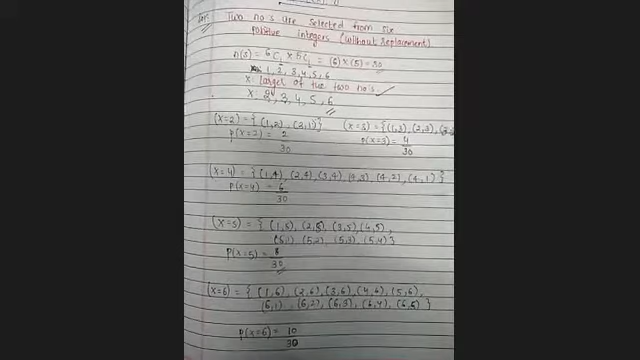 Two no's are selected from six
positive integers (without replacement)
n(s) = 6C1 × 5C1 = (6) × (5) = 30
1, 2, 3, 4, 5, 6
X: larger of the two no's
X: 2, 3, 4, 5, 6
(X=2) = { (1,2), (2,1) } (X=3) = { (1,3), (2,3),
P(X=2) = 2/30 P(X=3) = 4/30
(X=4) = { (1,4), (2,4), (3,4), (4,3), (4,2), (4,1) }
P(X=4) = 6/30
(X=5) = { (1,5), (2,5), (3,5), (4,5),
(5,1), (5,2), (5,3), (5,4) }
P(X=5) = 8/30
(X=6) = { (1,6), (2,6), (3,6), (4,6), (5,6),
(6,1), (6,2), (6,3), (6,4), (6,5) }
P(X=6) = 10/30